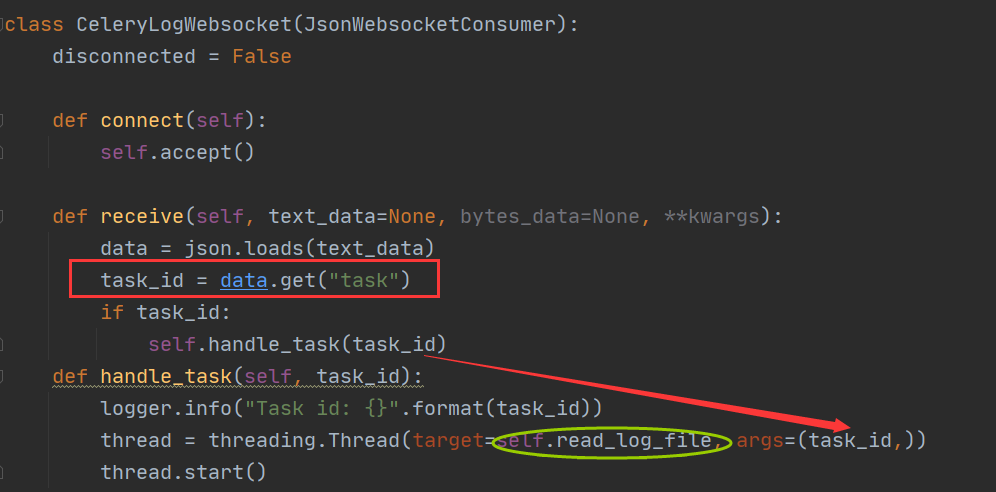 class CeleryLogWebsocket(JsonWebsocketConsumer):
    disconnected = False
    def connect(self):
        self.accept()
    def receive(self, text_data=None, bytes_data=None, **kwargs):
        data = json.loads(text_data)
        task_id = data.get("task")
        if task_id:
            self.handle_task(task_id)
    def handle_task(self, task_id):
        logger.info("Task id: {}".format(task_id))
        thread = threading.Thread(target=self.read_log_file, args=(task_id,))
        thread.start()